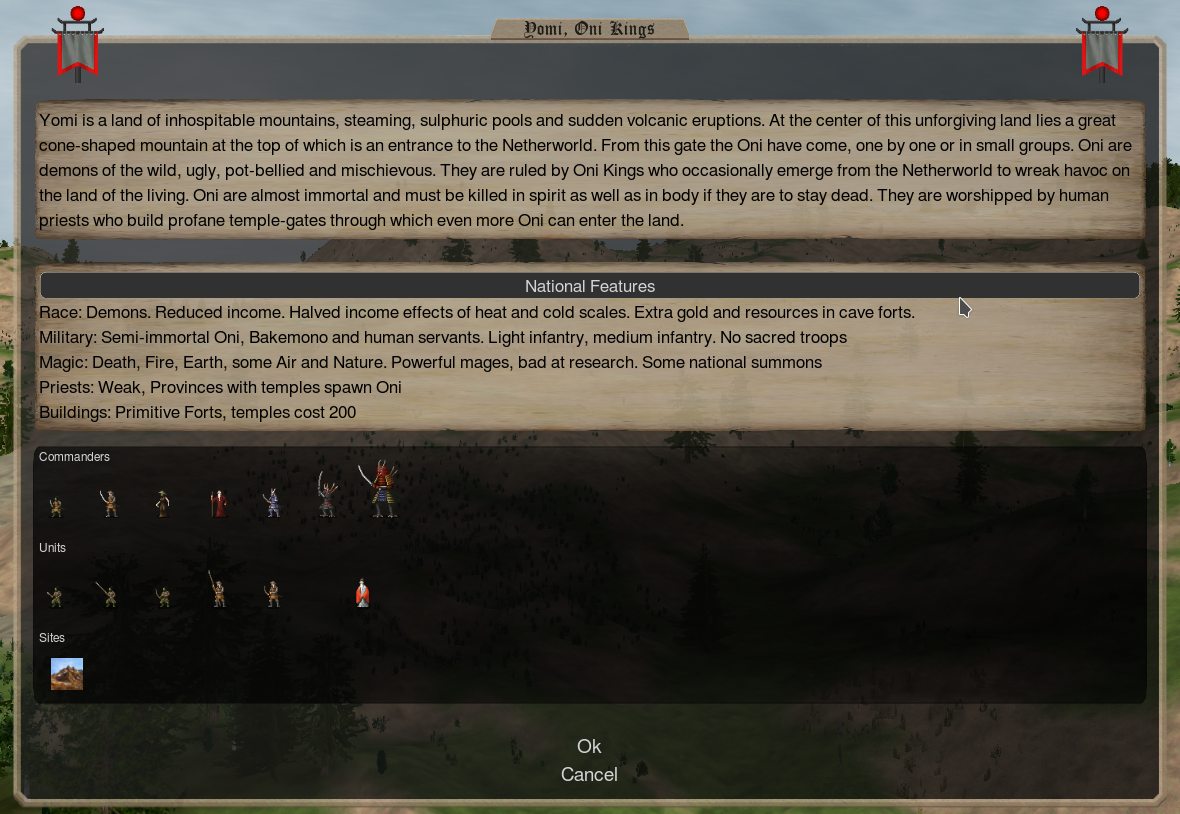 Yomi, Oni Kings
Yomi is a land of inhospitable mountains, steaming, sulphuric pools and sudden volcanic eruptions. At the center of this unforgiving land lies a great
cone-shaped mountain at the top of which is an entrance to the Netherworld. From this gate the Oni have come, one by one or in small groups. Oni are
demons of the wild, ugly, pot-bellied and mischievous. They are ruled by Oni Kings who occasionally emerge from the Netherworld to wreak havoc on
the land of the living. Oni are almost immortal and must be killed in spirit as well as in body if they are to stay dead. They are worshipped by human
priests who build profane temple-gates through which even more Oni can enter the land.
National Features
Race: Demons. Reduced income. Halved income effects of heat and cold scales. Extra gold and resources in cave forts.
Military: Semi-immortal Oni, Bakemono and human servants. Light infantry, medium infantry. No sacred troops
Magic: Death, Fire, Earth, some Air and Nature. Powerful mages, bad at research. Some national summons
Priests: Weak, Provinces with temples spawn Oni
Buildings: Primitive Forts, temples cost 200
Commanders
Units
Sites
Ok
Cancel